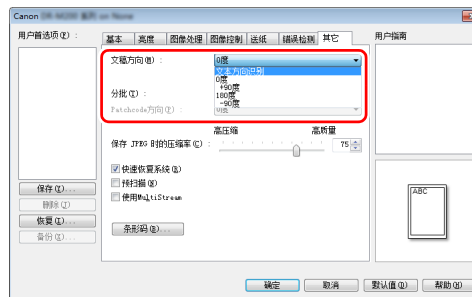 Canon DR-M260 系列 on None
用户首选项(P):
基本 亮度 图像处理 图像控制 送纸 错误检测 其它
用户指南
文稿方向(N): 0度
文本方向识别
0度
+90度
分批(T): 180度
-90度
Patchcode方向(P): 0度
高压缩 高质量
保存 JPEG 时的压缩率(C): 75
快速恢复系统(R)
预扫描(W)
使用MultiStream
保存(V)...
删除(J)
恢复(Y)...
备份(G)...
ABC
条形码(B)...
确定 取消 默认值(D) 帮助(H)